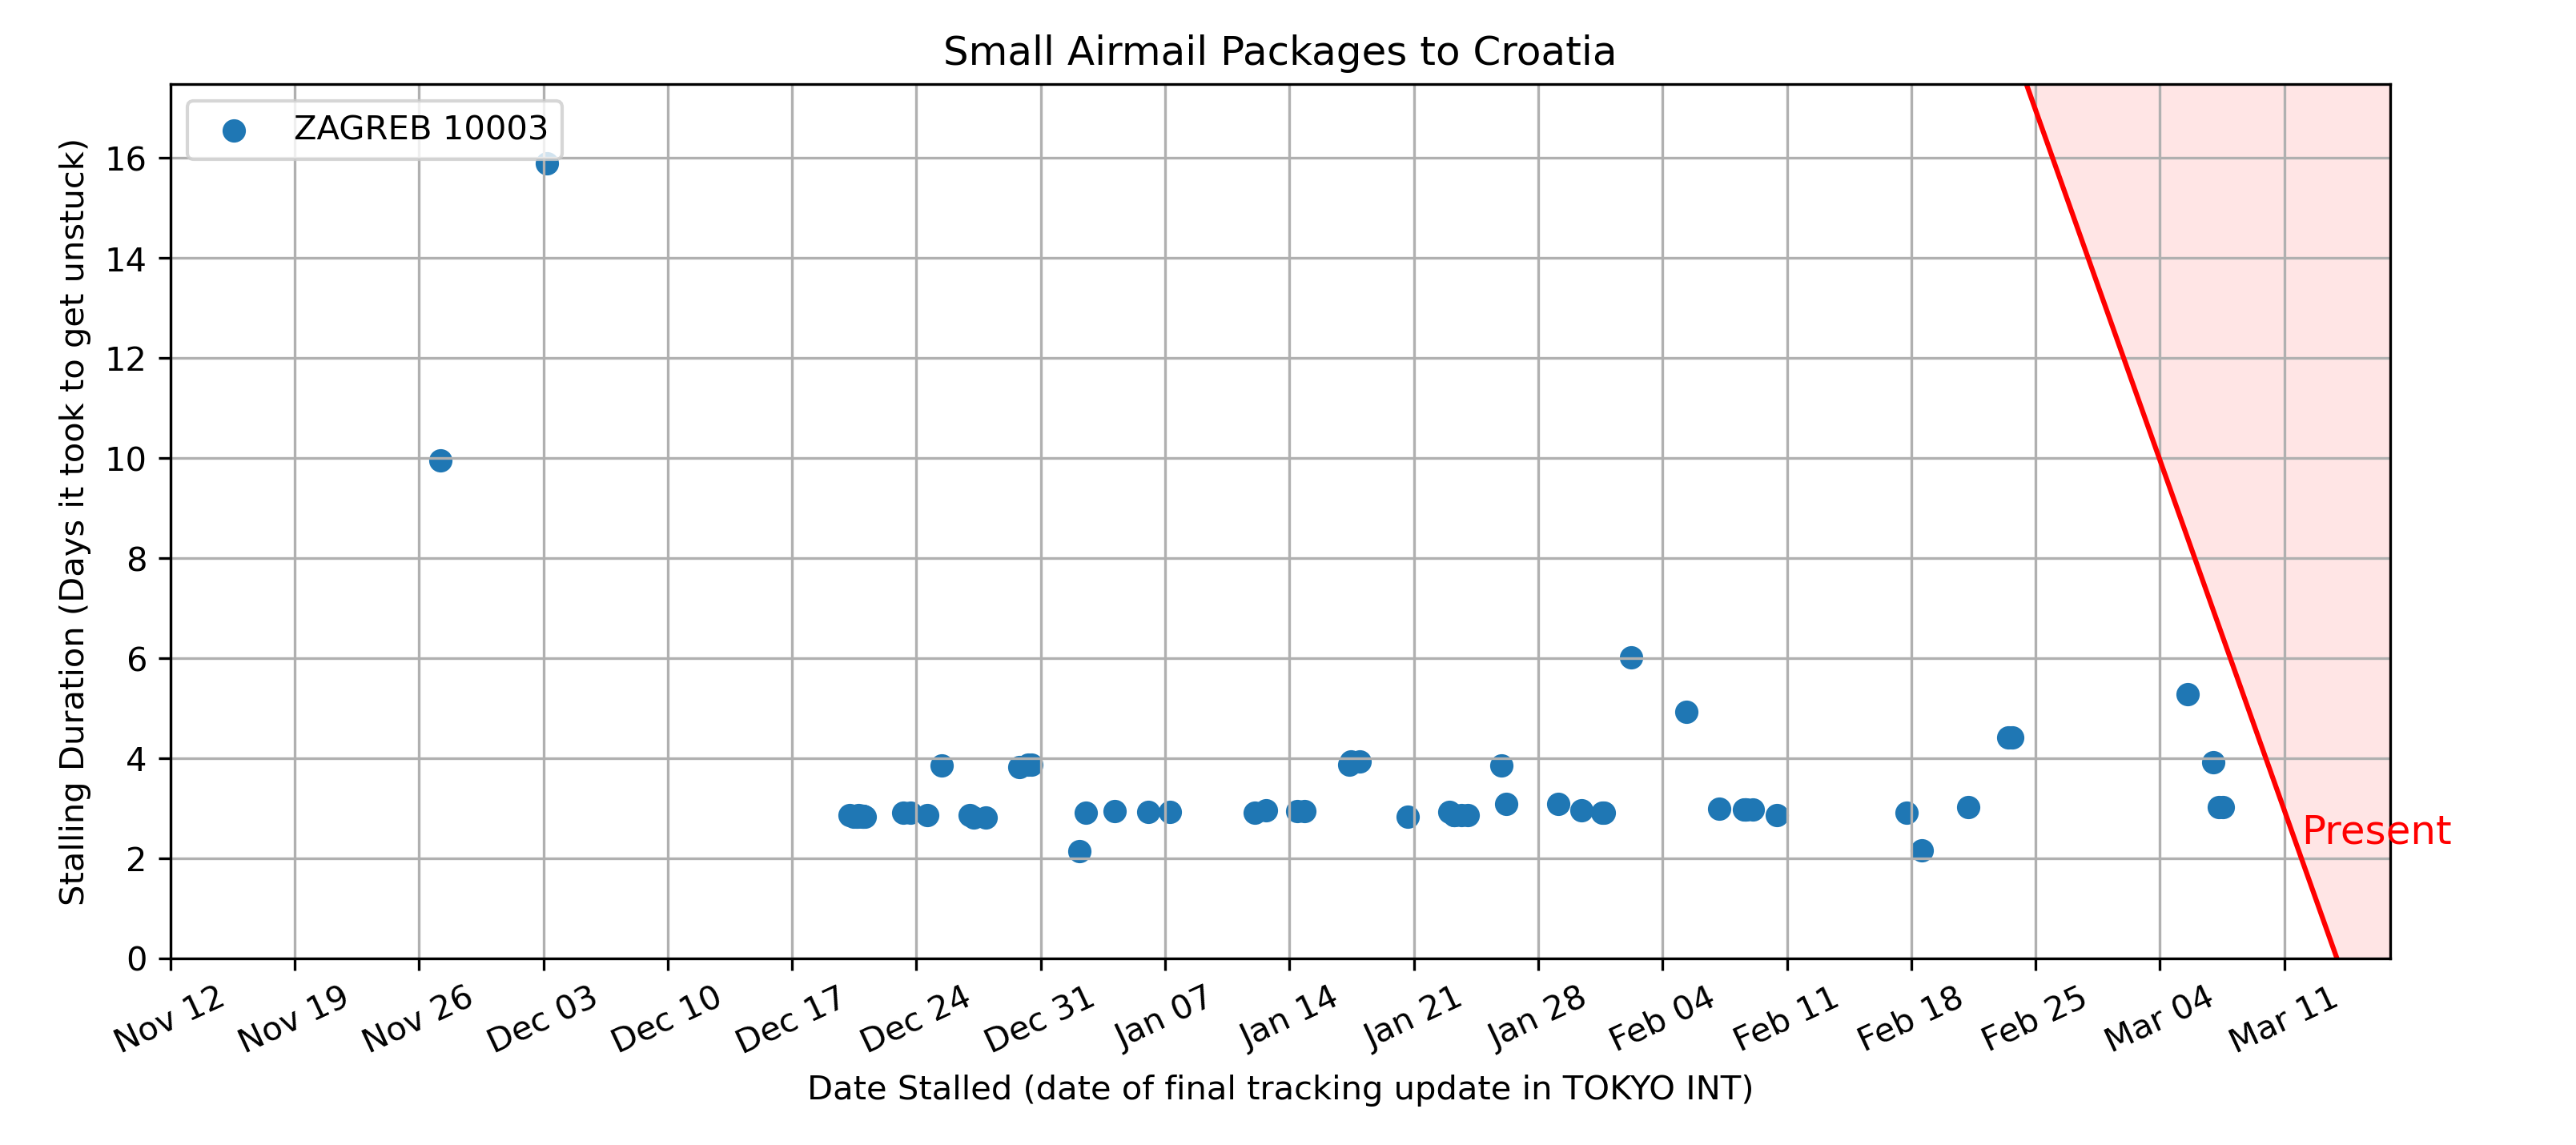 Small Airmail Packages to Croatia
ZAGREB 10003
Stalling Duration (Days it took to get unstuck)
16
14
12
10
8
6
4
2
0
Present
Nov 12
Nov 19
Nov 26
Dec 03
Dec 10
Dec 17
Dec 24
Dec 31
Jan 07
Jan 14
Jan 21
Jan 28
Feb 04
Feb 11
Feb 18
Feb 25
Mar 04
Mar 11
Date Stalled (date of final tracking update in TOKYO INT)